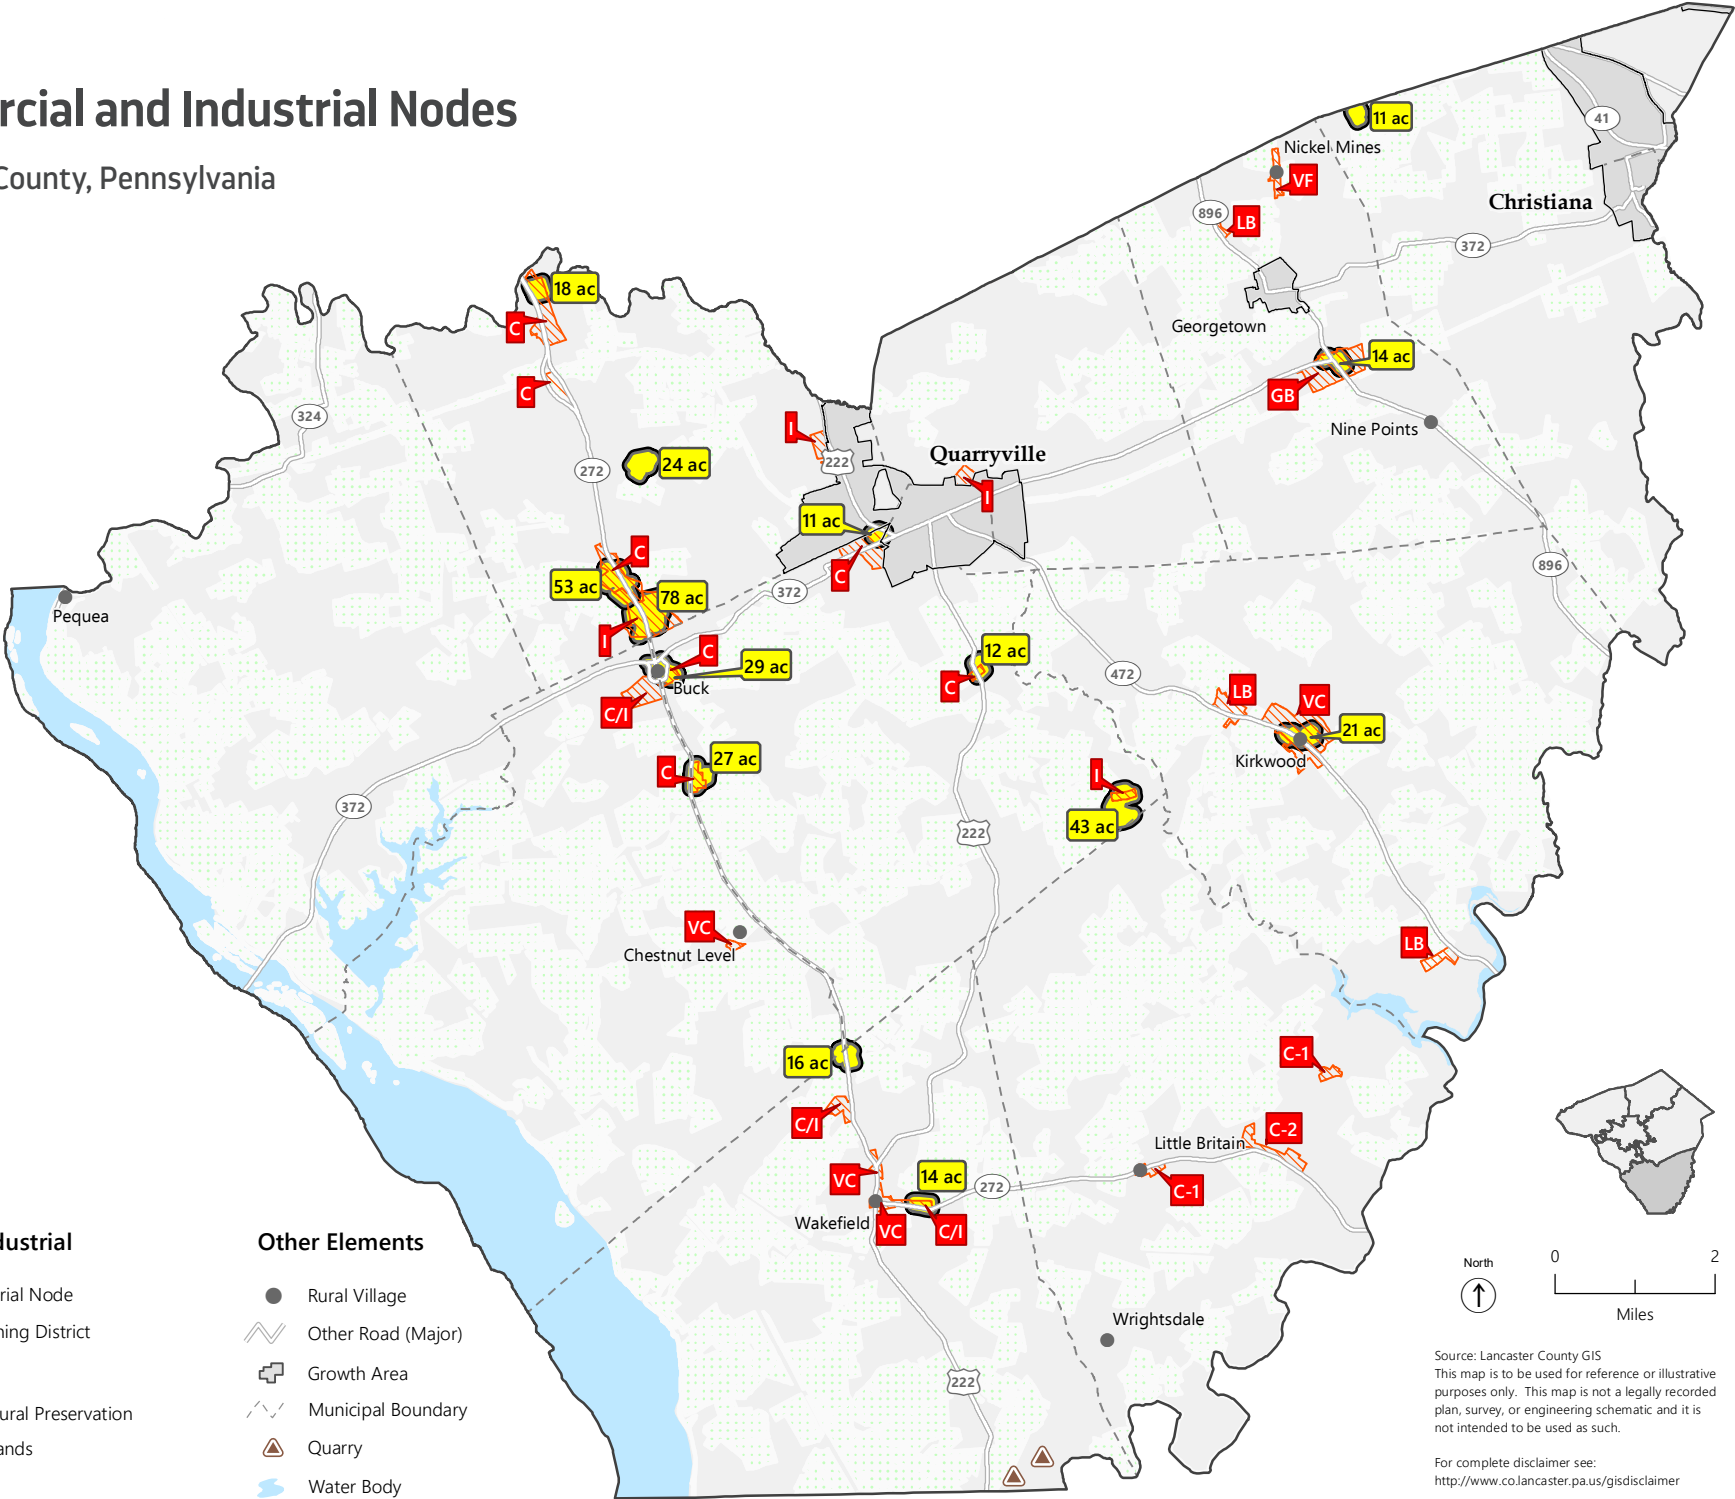 rcial and Industrial Nodes
County, Pennsylvania
11 ac
41
Nickel Mines
VF
Christiana
896
LB
372
18 ac
C
Georgetown
14 ac
C
GB
324
I
Nine Points
222
Quarryville
272
24 ac
I
11 ac
C
C
53 ac
372
78 ac
896
Pequea
I
C
12 ac
29 ac
Buck
C
472
C/I
LB
VC
21 ac
27 ac
C
Kirkwood
I
372
43 ac
222
VC
Chestnut Level
LB
16 ac
C-1
C/I
C-2
Little Britain
VC
14 ac
272
C-1
Wakefield
VC
C/I
dustrial
rial Node
ning District
ural Preservation
ands
Other Elements
Rural Village
Other Road (Major)
Growth Area
Municipal Boundary
Quarry
Water Body
Wrightsdale
222
North
0
2
Miles
Source: Lancaster County GIS
This map is to be used for reference or illustrative
purposes only. This map is not a legally recorded
plan, survey, or engineering schematic and it is
not intended to be used as such.
For complete disclaimer see:
http://www.co.lancaster.pa.us/gisdisclaimer